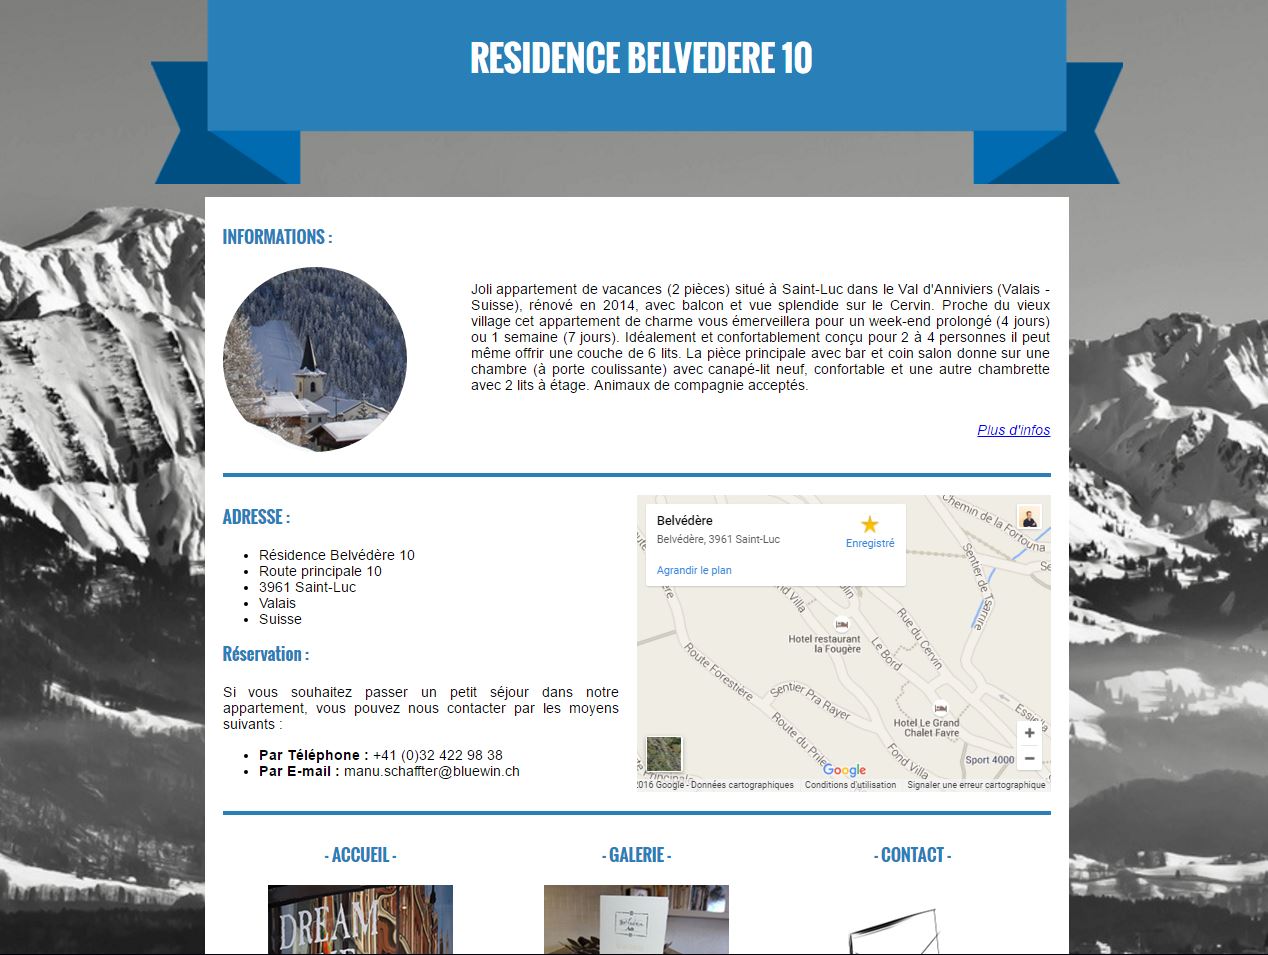 RESIDENCE BELVEDERE 10
INFORMATIONS :
Joli appartement de vacances (2 pièces) situé à Saint-Luc dans le Val d'Anniviers (Valais -
Suisse), rénové en 2014, avec balcon et vue splendide sur le Cervin. Proche du vieux
village cet appartement de charme vous émerveillera pour un week-end prolongé (4 jours)
ou 1 semaine (7 jours). Idéalement et confortablement conçu pour 2 à 4 personnes il peut
même offrir une couche de 6 lits. La pièce principale avec bar et coin salon donne sur une
chambre (à porte coulissante) avec canapé-lit neuf, confortable et une autre chambrette
avec 2 lits à étage. Animaux de compagnie acceptés.
Plus d'infos
ADRESSE :
Résidence Belvédère 10
Route principale 10
3961 Saint-Luc
Valais
Suisse
Réservation :
Si vous souhaitez passer un petit séjour dans notre
appartement, vous pouvez nous contacter par les moyens
suivants :
Par Téléphone : +41 (0)32 422 98 38
Par E-mail : manu.schaffter@bluewin.ch
Belvédère
Belvédère, 3961 Saint-Luc
Enregistré
Agrandir le plan
Chemin de la Fortouna
Sentier de Tsarrire
Rue du Cervin
Hotel restaurant
la Fougère
Le Bord
Route Forestière
Sentier Pra Rayer
Hotel Le Grand
Chalet Favre
Fond Villa
Sport 4000
Google
2016 Google - Données cartographiques
Conditions d'utilisation
Signaler une erreur cartographique
- ACCUEIL -
- GALERIE -
- CONTACT -
DREAM